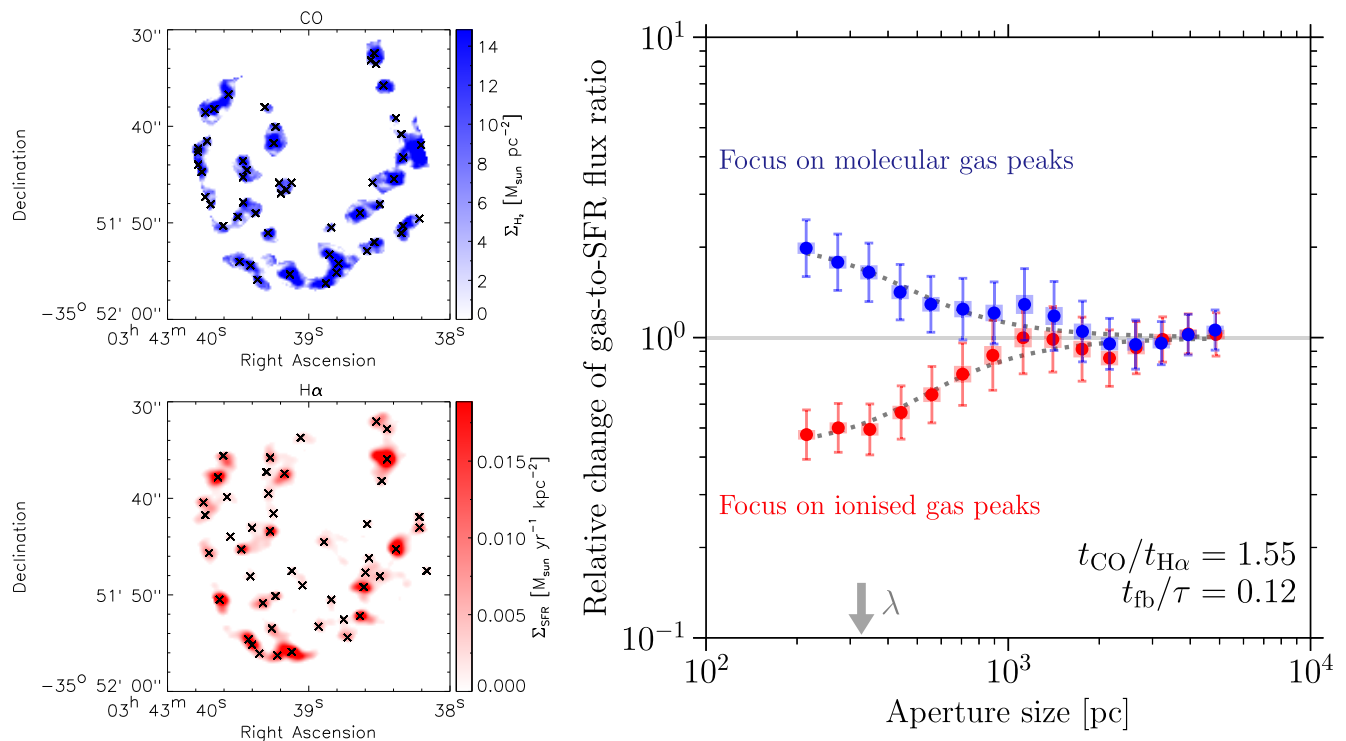 CO
30"
40"
51' 50"
−35° 52' 00"
03ʰ 43ᵐ 40ˢ 39ˢ 38ˢ
Right Ascension
Declination
14
12
10
8
6
4
2
0
Σ_H₂ [M_sun pc⁻²]
Hα
30"
40"
51' 50"
−35° 52' 00"
03ʰ 43ᵐ 40ˢ 39ˢ 38ˢ
Right Ascension
Declination
0.015
0.010
0.005
0.000
Σ_SFR [M_sun yr⁻¹ kpc⁻²]
Relative change of gas-to-SFR flux ratio
10¹
10⁰
10⁻¹
Focus on molecular gas peaks
Focus on ionised gas peaks
t_CO/t_Hα = 1.55
t_fb/τ = 0.12
λ
10² 10³ 10⁴
Aperture size [pc]